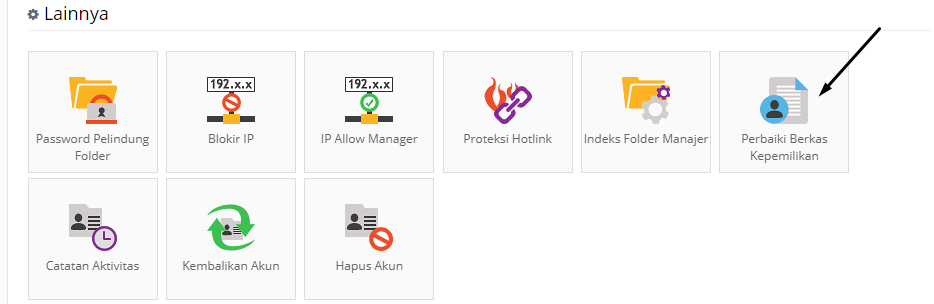 Lainnya
192.x.x
192.x.x
Password Pelindung
Folder
Blokir IP
IP Allow Manager
Proteksi Hotlink
Indeks Folder Manajer
Perbaiki Berkas
Kepemilikan
Catatan Aktivitas
Kembalikan Akun
Hapus Akun